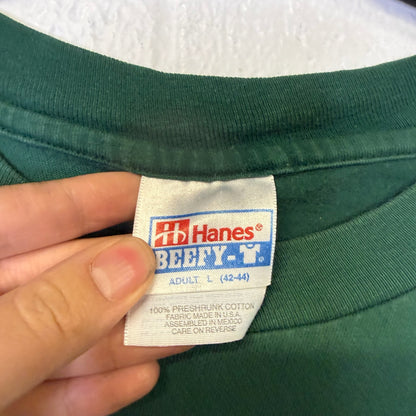 Hanes®
BEEFY-®
ADULT L (42-44)
100% PRESHRUNK COTTON
FABRIC MADE IN U.S.A.
ASSEMBLED IN MEXICO
CARE ON REVERSE